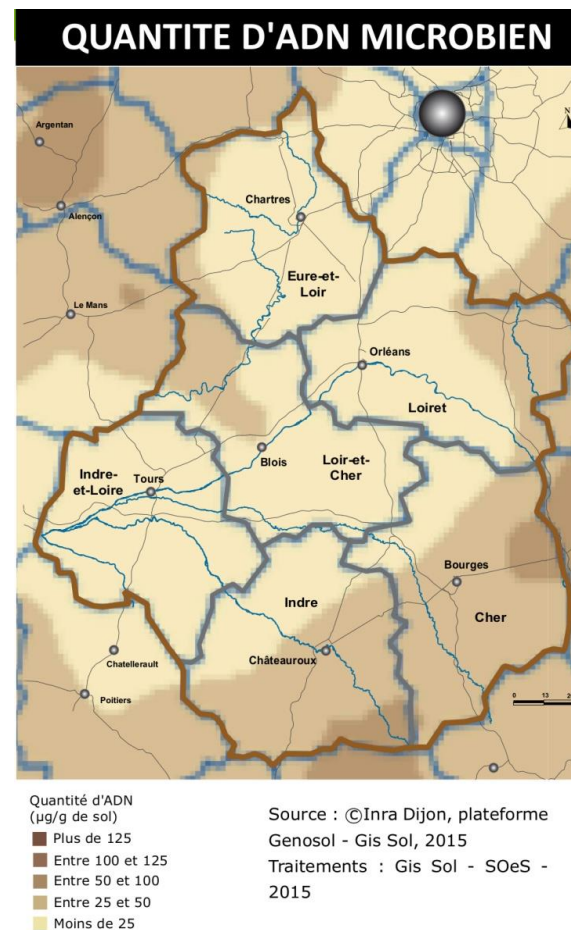 QUANTITE D'ADN MICROBIEN
Argentan
N
Alençon
Chartres
Eure-et-
Loir
Le Mans
Orléans
Loiret
Blois
Loir-et-
Cher
Indre-
et-Loire
Tours
Bourges
Indre
Cher
Châteauroux
Chatellerault
Poitiers
0 13
Quantité d'ADN
(µg/g de sol)
Plus de 125
Entre 100 et 125
Entre 50 et 100
Entre 25 et 50
Moins de 25
Source : ©Inra Dijon, plateforme
Genosol - Gis Sol, 2015
Traitements : Gis Sol - SOeS -
2015